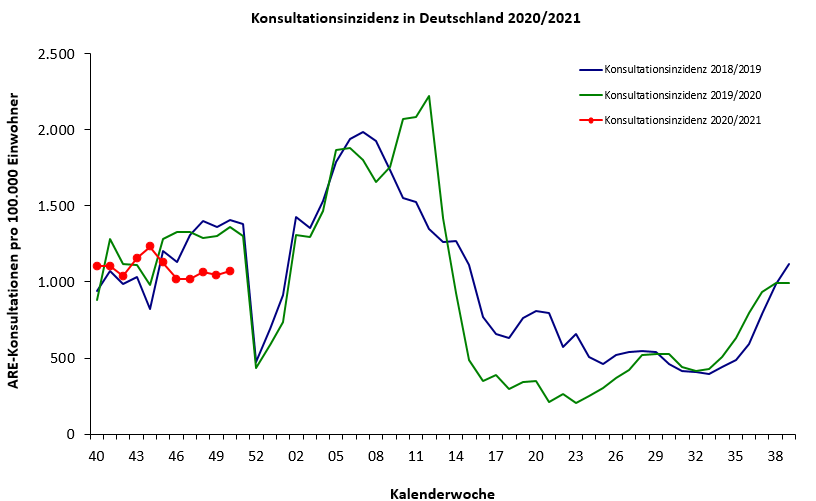 Konsultationsinzidenz in Deutschland 2020/2021
2.500
2.000
1.500
1.000
500
0
ARE-Konsultationen pro 100.000 Einwohner
Konsultationsinzidenz 2018/2019
Konsultationsinzidenz 2019/2020
Konsultationsinzidenz 2020/2021
40 43 46 49 52 02 05 08 11 14 17 20 23 26 29 32 35 38
Kalenderwoche